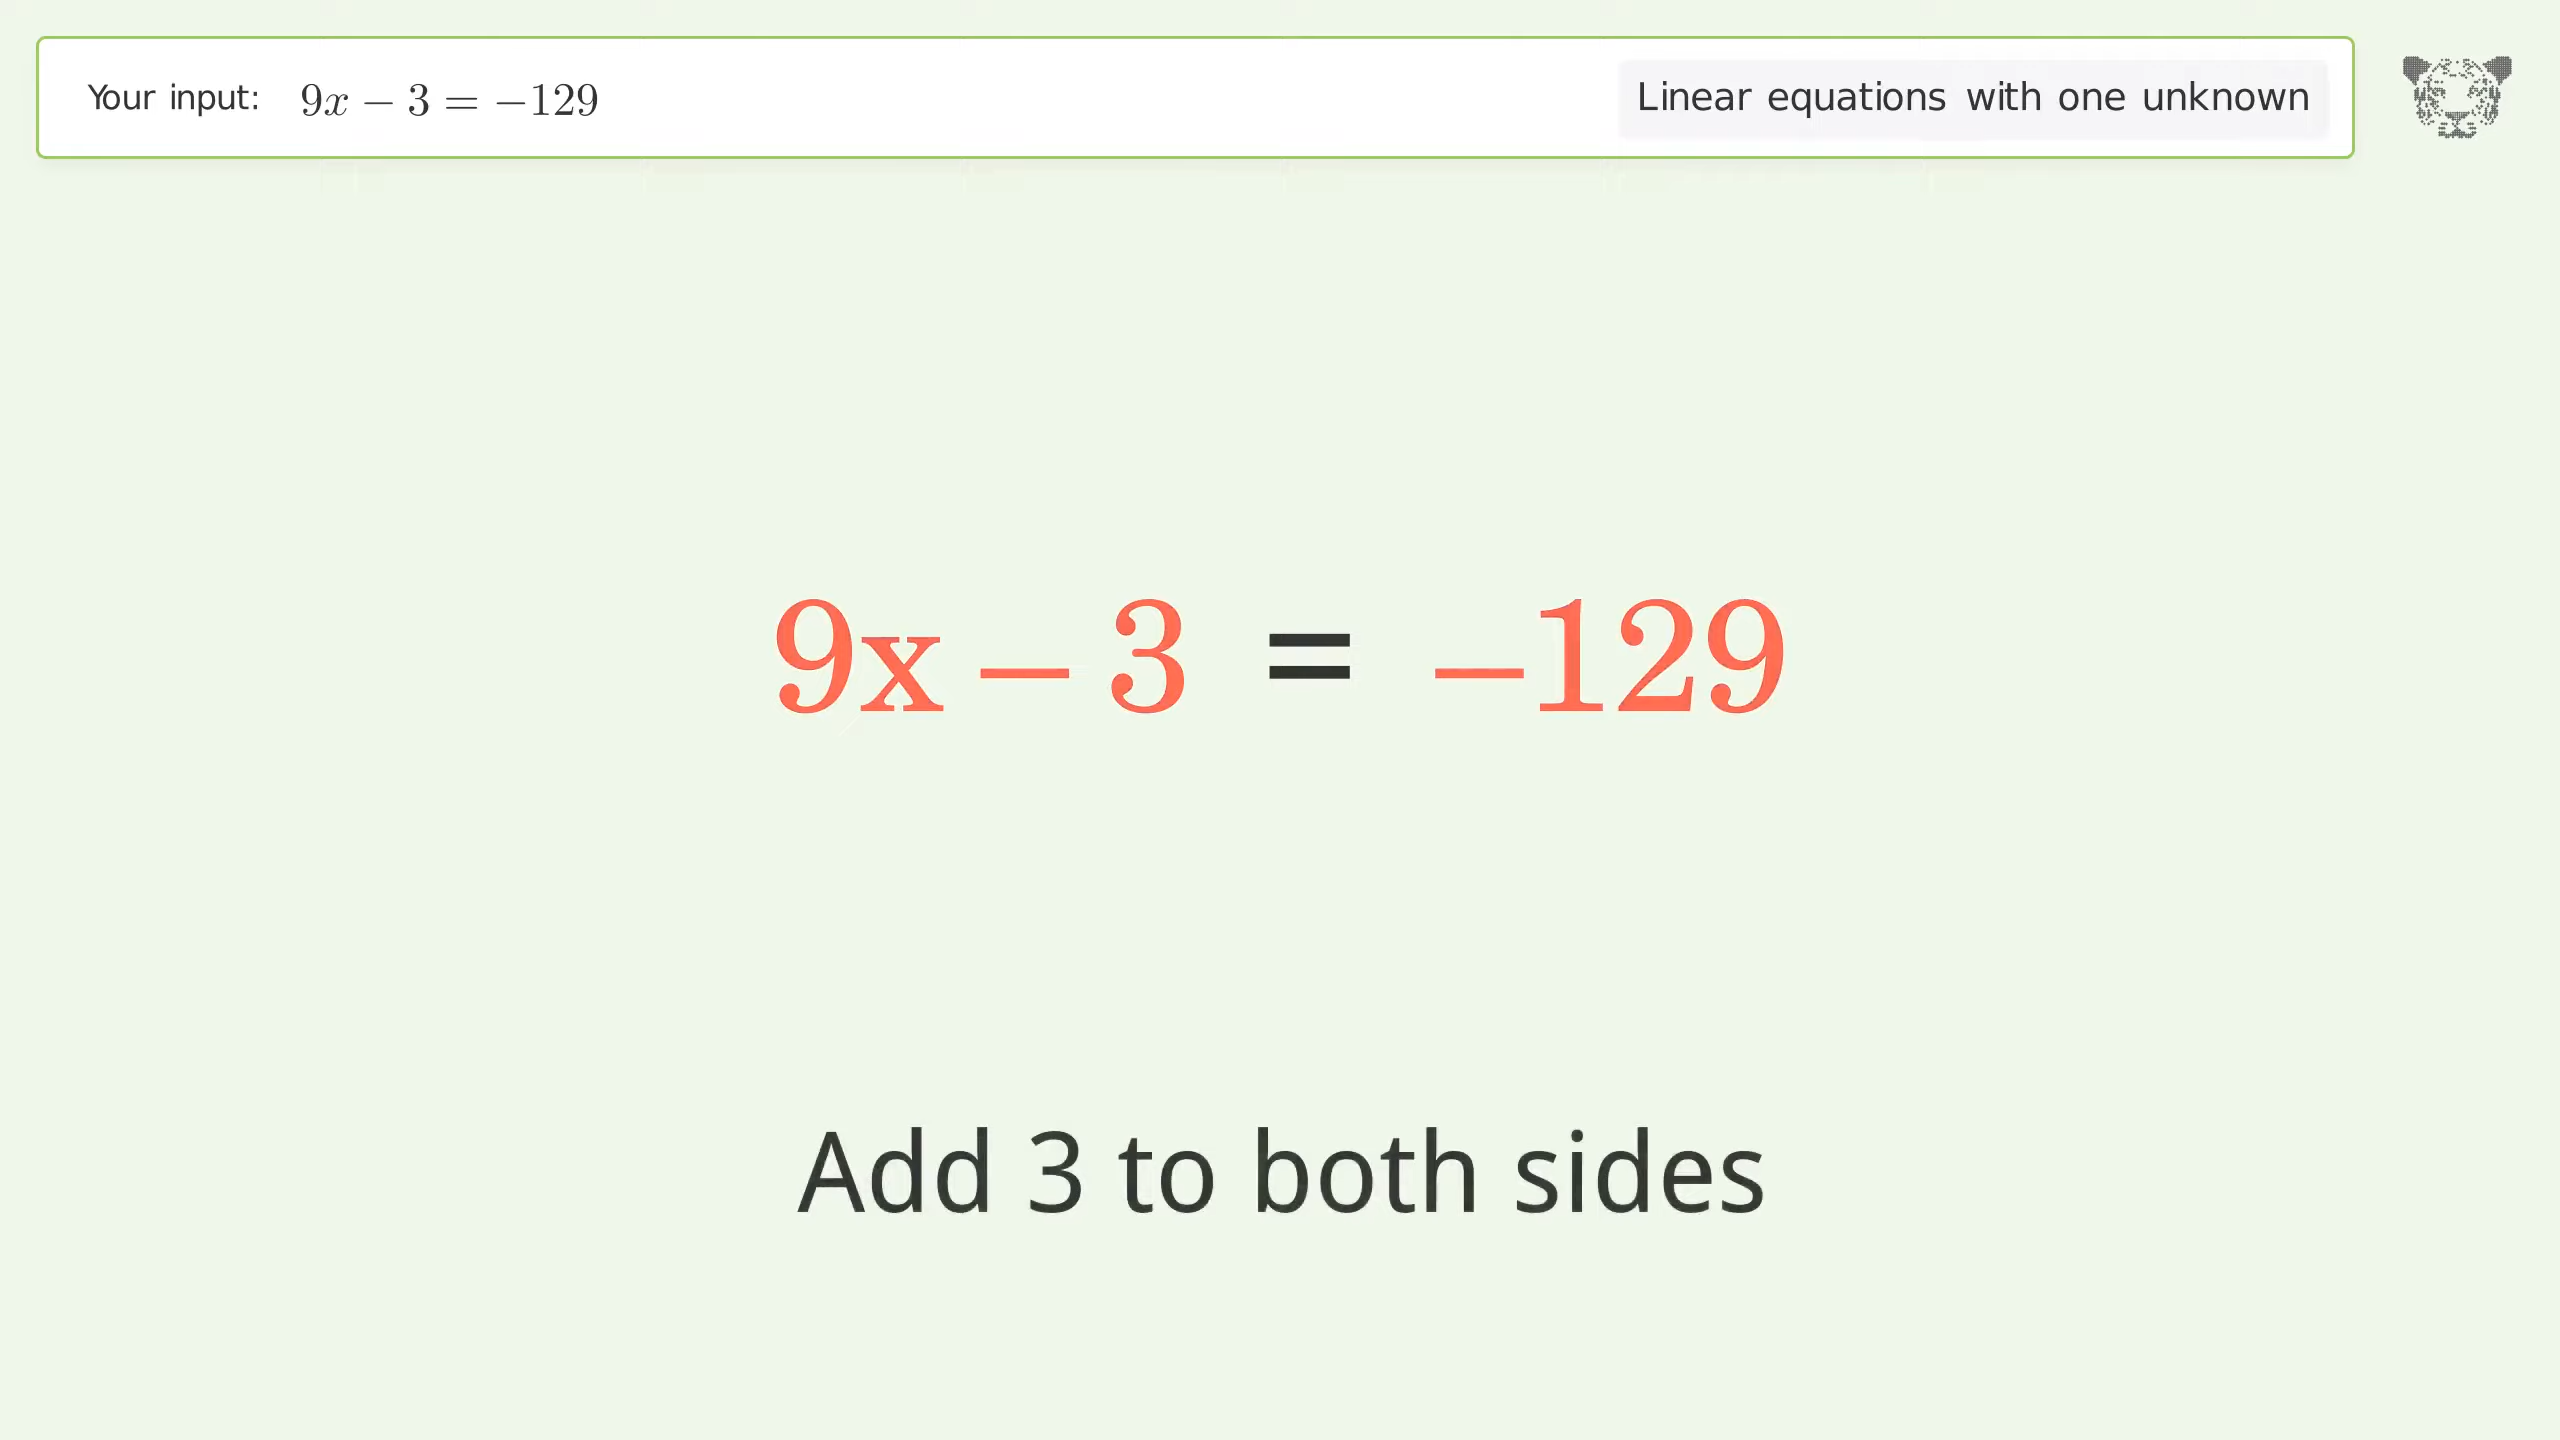 Your input: 9x − 3 = −129
Linear equations with one unknown
9x − 3 = −129
Add 3 to both sides